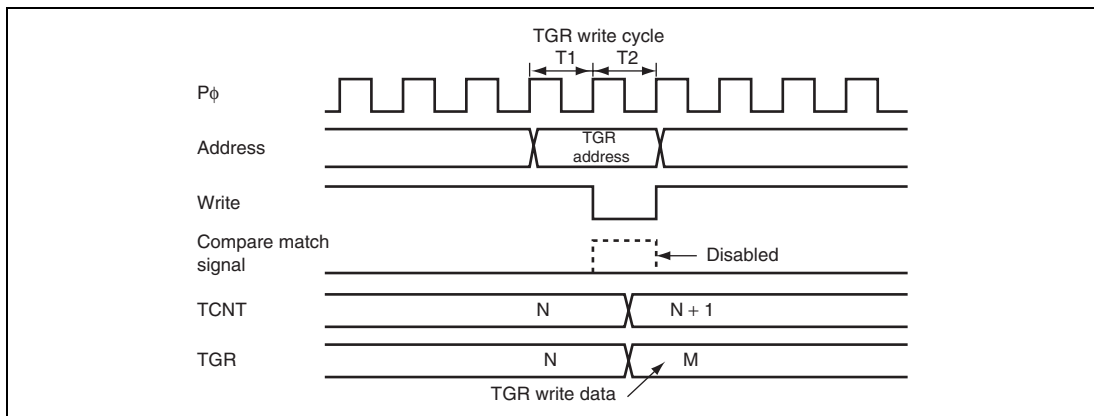 TGR write cycle
T1 T2
Pϕ
Address
TGR
address
Write
Compare match
signal
Disabled
TCNT
N
N + 1
TGR
N
M
TGR write data